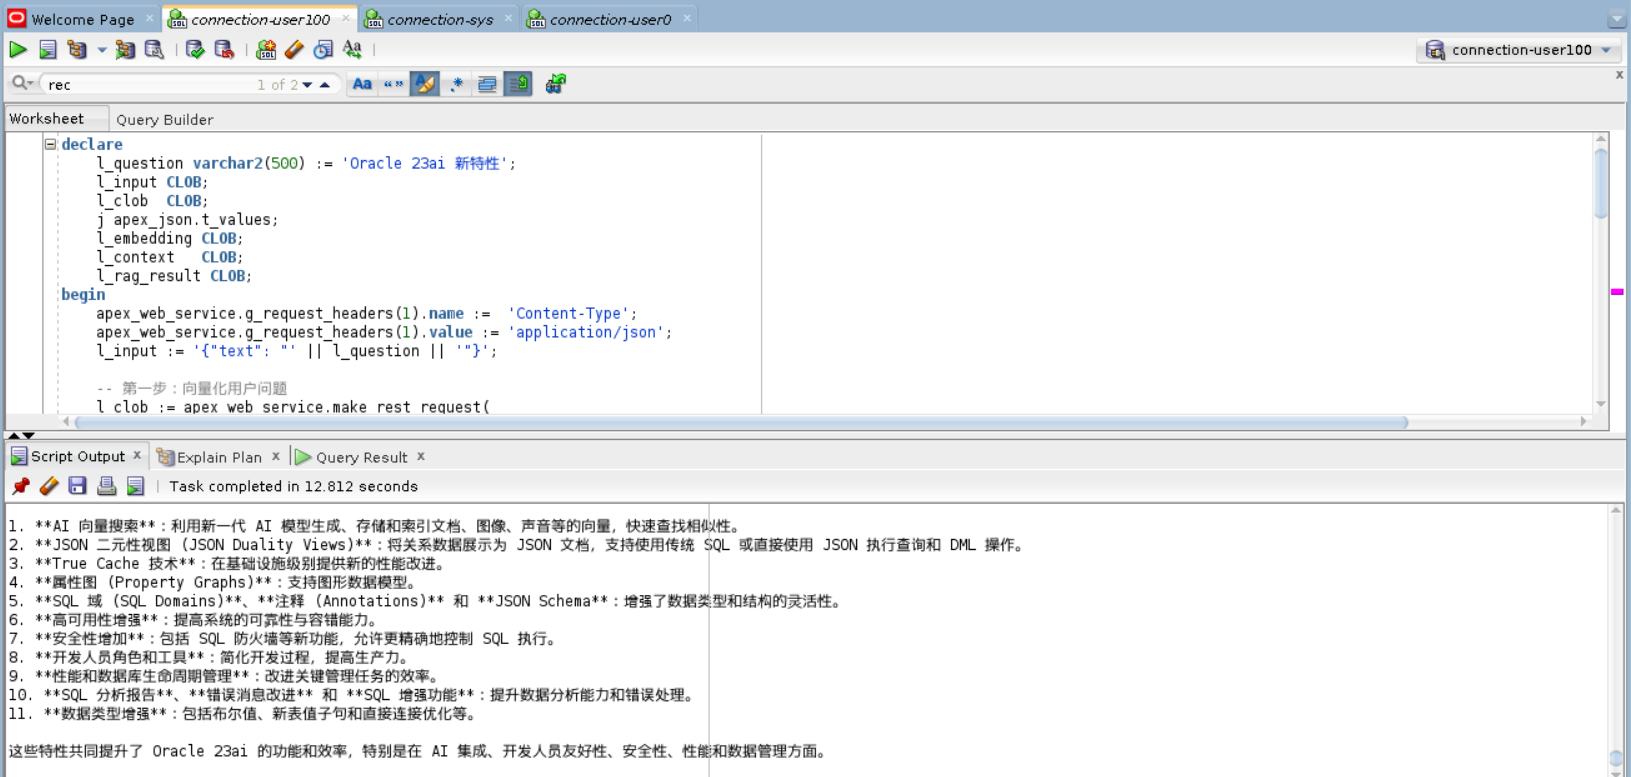 Welcome Page connection-user100 connection-sys connection-user0
connection-user100
rec 1 of 2 Aa “” .*
Worksheet Query Builder
declare
l_question varchar2(500) := 'Oracle 23ai 新特性';
l_input CLOB;
l_clob CLOB;
j apex_json.t_values;
l_embedding CLOB;
l_context CLOB;
l_rag_result CLOB;
begin
apex_web_service.g_request_headers(1).name := 'Content-Type';
apex_web_service.g_request_headers(1).value := 'application/json';
l_input := '{"text": "' || l_question || '"}';
-- 第一步：向量化用户问题
l_clob := apex_web_service.make_rest_request(
Script Output Explain Plan Query Result
Task completed in 12.812 seconds
1. **AI 向量搜索**：利用新一代 AI 模型生成、存储和索引文档、图像、声音等的向量，快速查找相似性。
2. **JSON 二元性视图 (JSON Duality Views)**：将关系数据展示为 JSON 文档，支持使用传统 SQL 或直接使用 JSON 执行查询和 DML 操作。
3. **True Cache 技术**：在基础设施级别提供新的性能改进。
4. **属性图 (Property Graphs)**：支持图形数据模型。
5. **SQL 域 (SQL Domains)**、**注释 (Annotations)** 和 **JSON Schema**：增强了数据类型和结构的灵活性。
6. **高可用性增强**：提高系统的可靠性与容错能力。
7. **安全性增加**：包括 SQL 防火墙等新功能，允许更精确地控制 SQL 执行。
8. **开发人员角色和工具**：简化开发过程，提高生产力。
9. **性能和数据库生命周期管理**：改进关键管理任务的效率。
10. **SQL 分析报告**、**错误消息改进** 和 **SQL 增强功能**：提升数据分析能力和错误处理。
11. **数据类型增强**：包括布尔值、新表值子句和直接连接优化等。
这些特性共同提升了 Oracle 23ai 的功能和效率，特别是在 AI 集成、开发人员友好性、安全性、性能和数据管理方面。